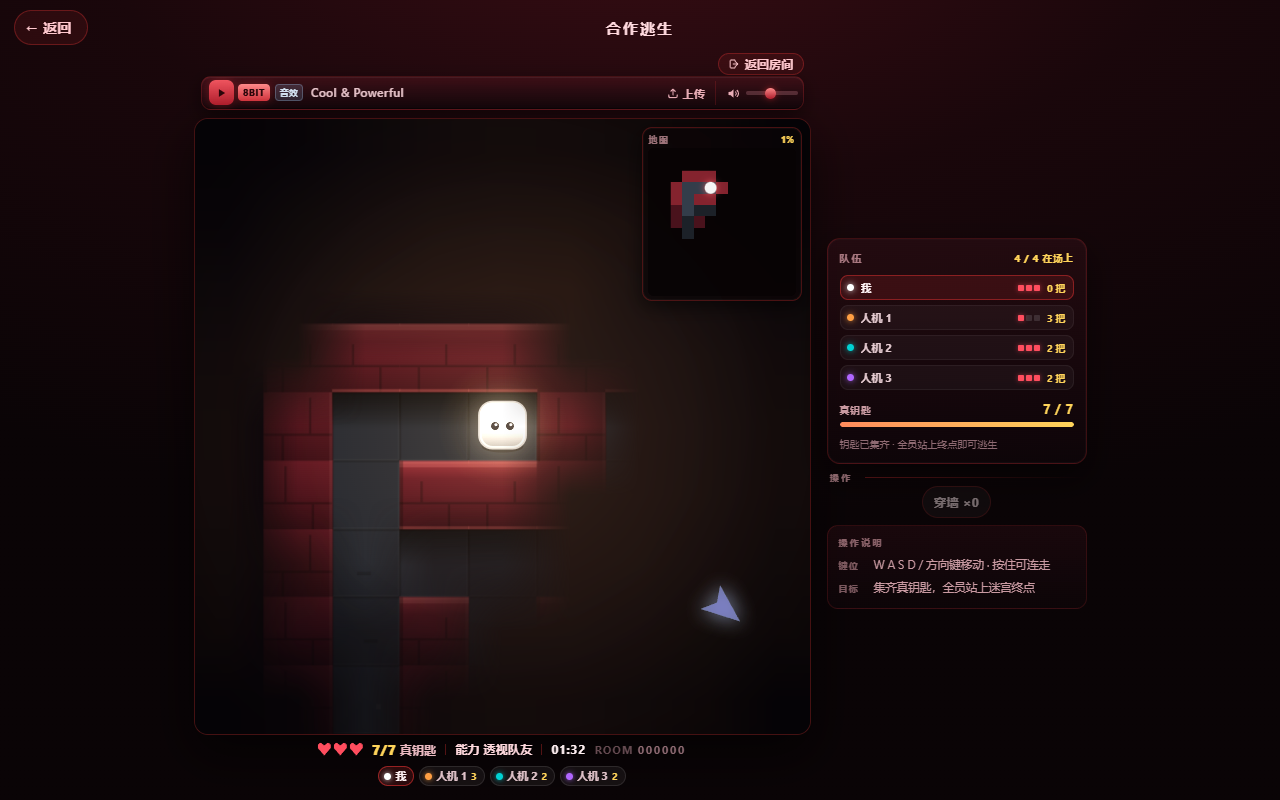 ← 返回
合作逃生
返回房间
8BIT 音效 Cool & Powerful 上传
地图 1%
队伍 4 / 4 在场上
我 0 把
人机 1 3 把
人机 2 2 把
人机 3 2 把
真钥匙 7 / 7
钥匙已集齐 · 全员站上终点即可逃生
操作
穿墙 ×0
操作说明
键位 W A S D / 方向键移动 · 按住可连走
目标 集齐真钥匙，全员站上迷宫终点
7/7 真钥匙 能力 透视队友 01:32 ROOM 000000
我 人机 1 3 人机 2 2 人机 3 2